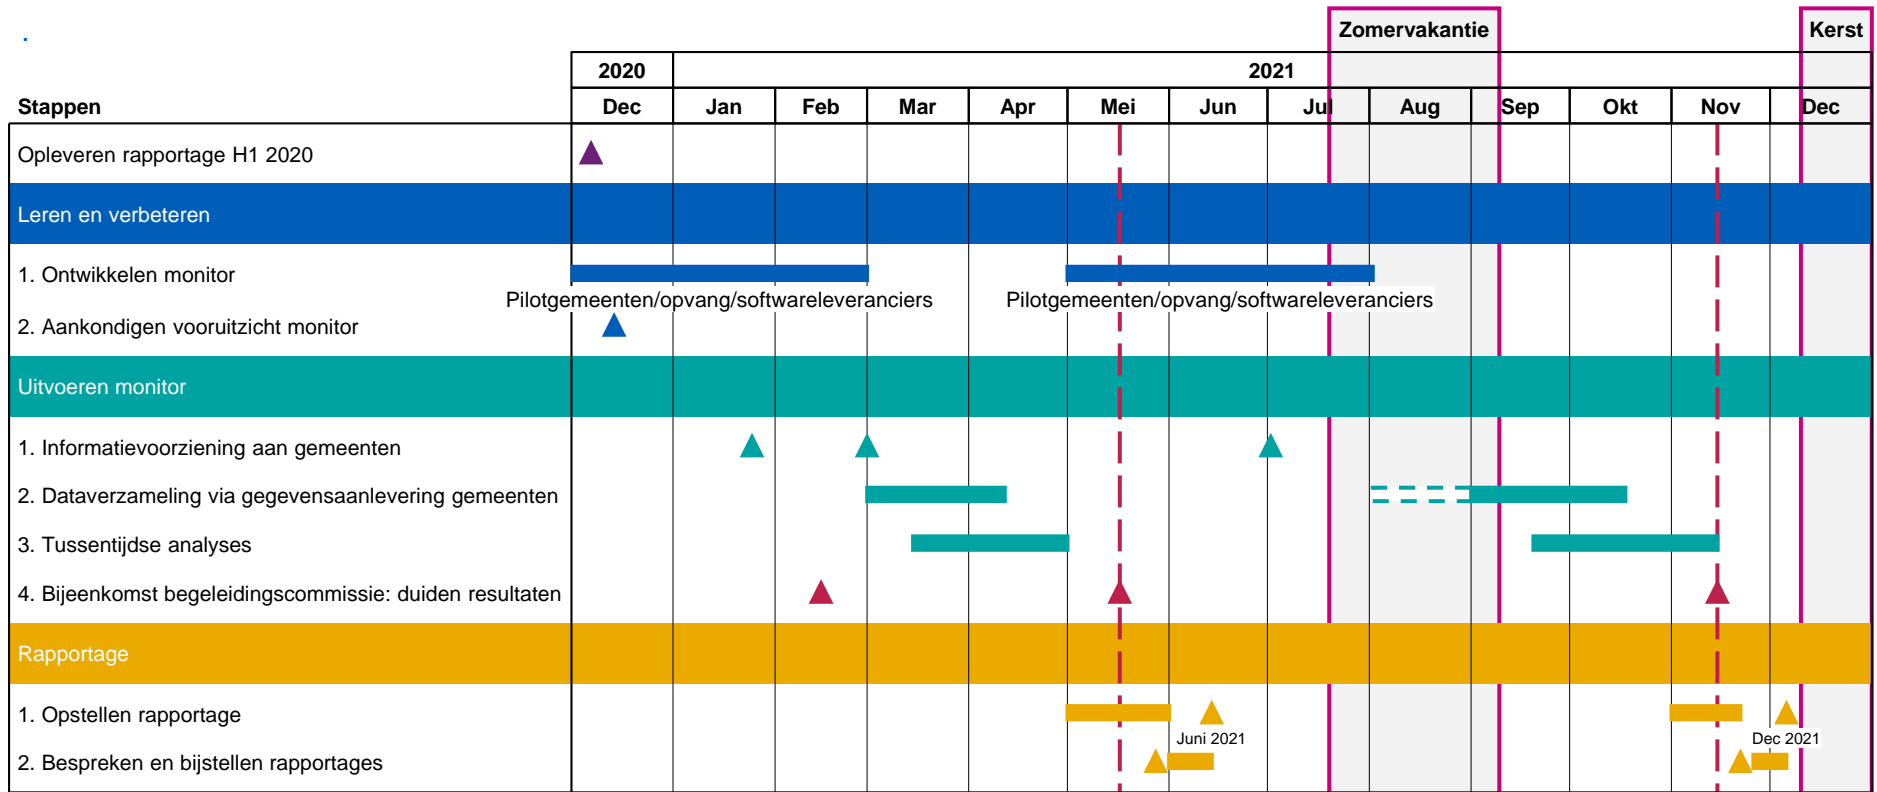 Zomervakantie Kerst
.
2020 2021
Stappen Dec Jan Feb Mar Apr Mei Jun Jul Aug Sep Okt Nov Dec
Opleveren rapportage H1 2020
Leren en verbeteren
1. Ontwikkelen monitor
Pilotgemeenten/opvang/softwareleveranciers Pilotgemeenten/opvang/softwareleveranciers
2. Aankondigen vooruitzicht monitor
Uitvoeren monitor
1. Informatievoorziening aan gemeenten
2. Dataverzameling via gegevensaanlevering gemeenten
3. Tussentijdse analyses
4. Bijeenkomst begeleidingscommissie: duiden resultaten
Rapportage
1. Opstellen rapportage
Juni 2021 Dec 2021
2. Bespreken en bijstellen rapportages